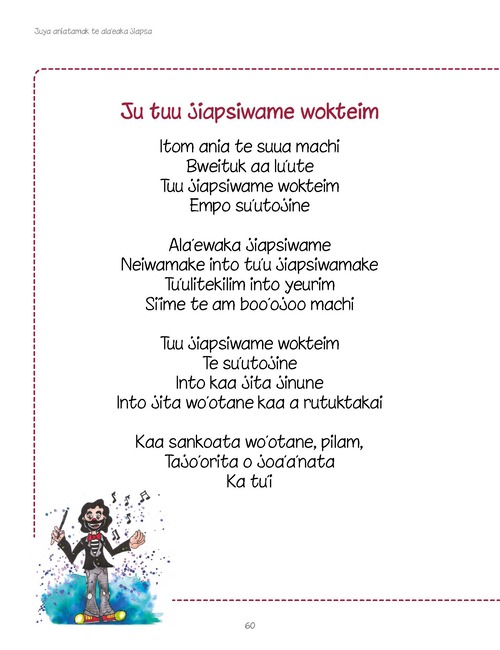 Juya aniatamak te ala'eaka jiapsa
Ju tuu jiapsiwame wokteim
Itom ania te suua machi
Bweituk aa lu'ute
Tuu jiapsiwame wokteim
Empo su'utojine
Ala'ewaka jiapsiwame
Neiwamake into tu'u jiapsiwamake
Tu'ulitekilim into yeurim
Si'ime te am boo'ojoo machi
Tuu jiapsiwame wokteim
Te su'utojine
Into kaa jita jinune
Into jita wo'otane kaa a rutuktakai
Kaa sankoata wo'otane, pilam,
Tajo'orita o joa'a'nata
Ka tu'i
60